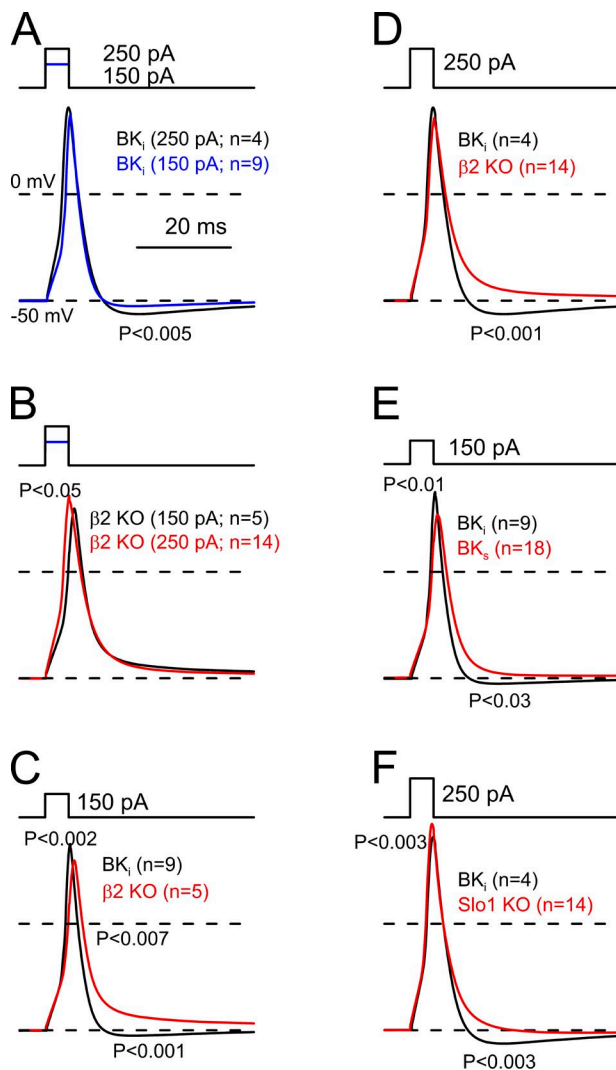 A
250 pA
150 pA
BKi (250 pA; n=4)
BKi (150 pA; n=9)
0 mV
20 ms
-50 mV
P<0.005
B
P<0.05
β2 KO (150 pA; n=5)
β2 KO (250 pA; n=14)
C
150 pA
P<0.002
BKi (n=9)
β2 KO (n=5)
P<0.007
P<0.001
D
250 pA
BKi (n=4)
β2 KO (n=14)
P<0.001
E
150 pA
P<0.01
BKi (n=9)
BKs (n=18)
P<0.03
F
250 pA
P<0.003
BKi (n=4)
Slo1 KO (n=14)
P<0.003